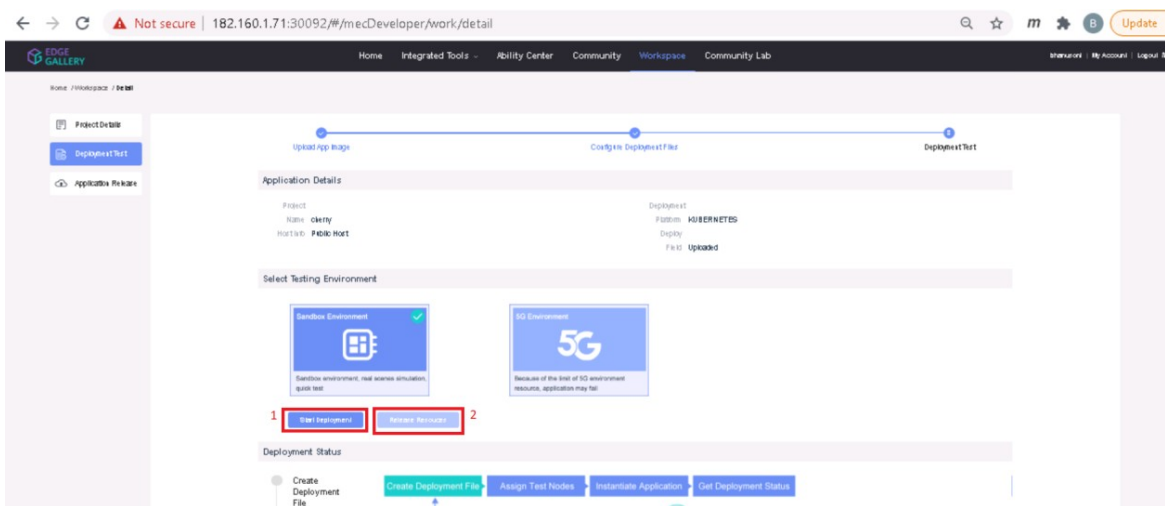 Not secure 182.160.1.71:30092/#/mecDeveloper/work/detail
m B Update
EDGE GALLERY Home Integrated Tools Ability Center Community Workspace Community Lab My Account | Logout
Home / Workspace / Detail
Project Details
Deployment Test
Application Release
Upload App Image Configure Deployment Files Deployment Test
Application Details
Project Deployment
Name cherry Platform KUBERNETES
Host Info Public Host Deploy
Field Uploaded
Select Testing Environment
Sandbox Environment
Sandbox environment, real scenes simulation,
quick test
5G Environment
5G
Because of the limit of 5G environment
resource, application may fail
1 Start Deployment Release Resources 2
Deployment Status
Create
Deployment
File
Create Deployment File Assign Test Nodes Instantiate Application Get Deployment Status